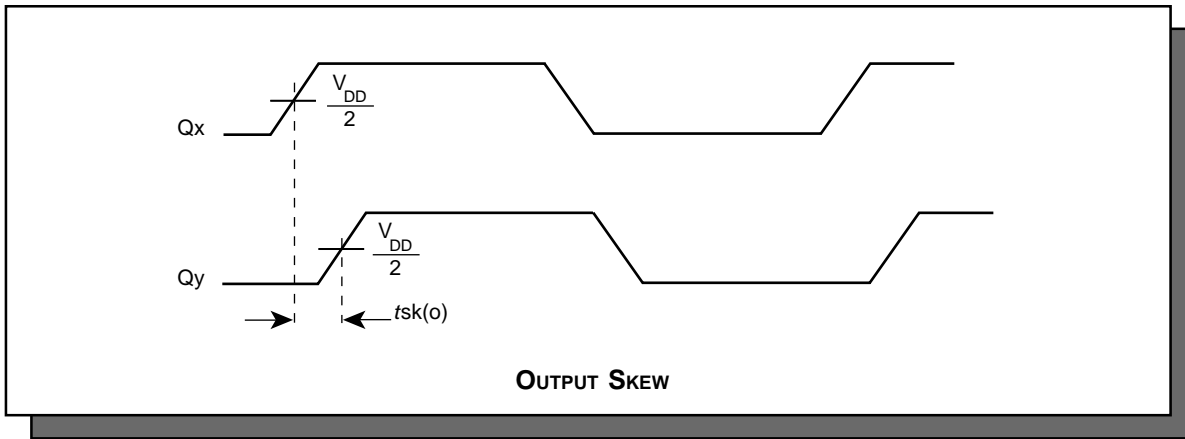 V_DD
2
Qx
V_DD
2
Qy
tsk(o)
OUTPUT SKEW